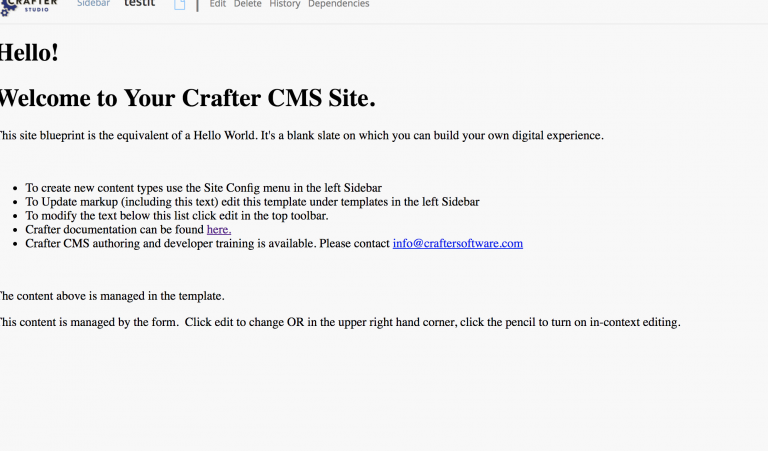 CRAFTER
STUDIO
Sidebar testit Edit Delete History Dependencies
Hello!
Welcome to Your Crafter CMS Site.
This site blueprint is the equivalent of a Hello World. It's a blank slate on which you can build your own digital experience.
To create new content types use the Site Config menu in the left Sidebar
To Update markup (including this text) edit this template under templates in the left Sidebar
To modify the text below this list click edit in the top toolbar.
Crafter documentation can be found here.
Crafter CMS authoring and developer training is available. Please contact info@craftersoftware.com
The content above is managed in the template.
This content is managed by the form. Click edit to change OR in the upper right hand corner, click the pencil to turn on in-context editing.